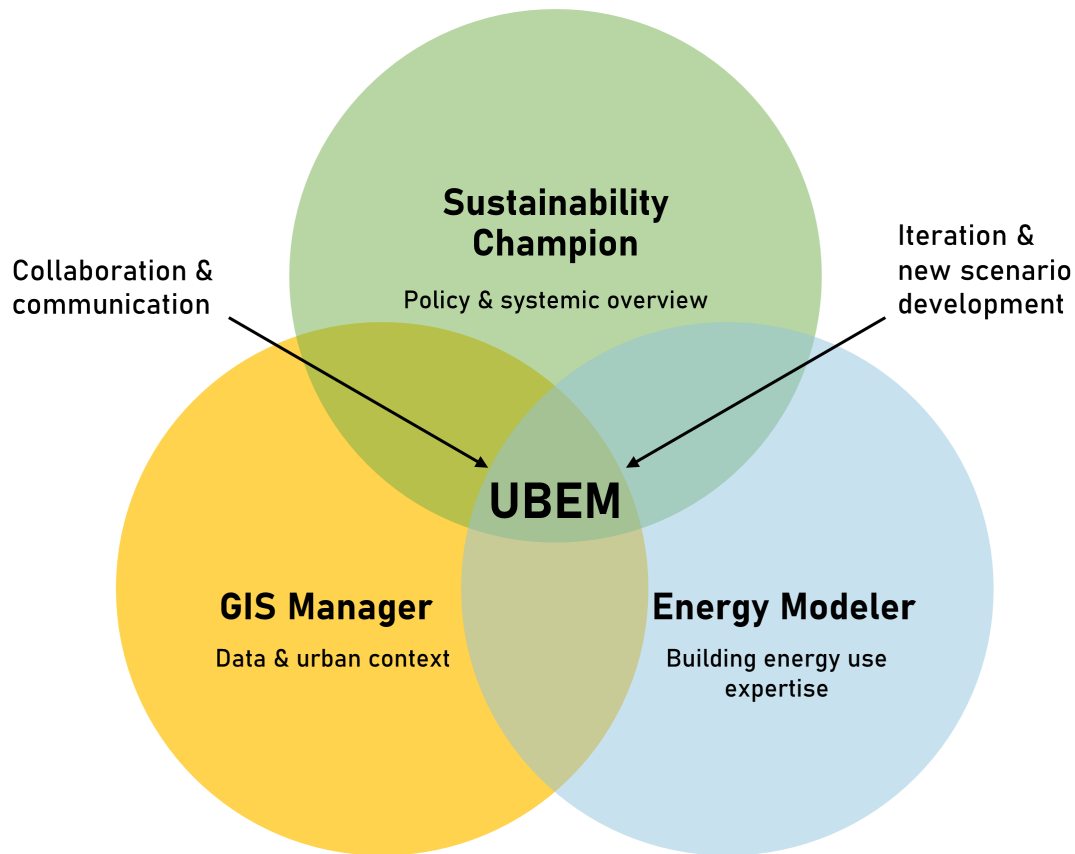 Sustainability
Champion
Policy & systemic overview
Collaboration &
communication
Iteration &
new scenario
development
UBEM
GIS Manager
Data & urban context
Energy Modeler
Building energy use
expertise